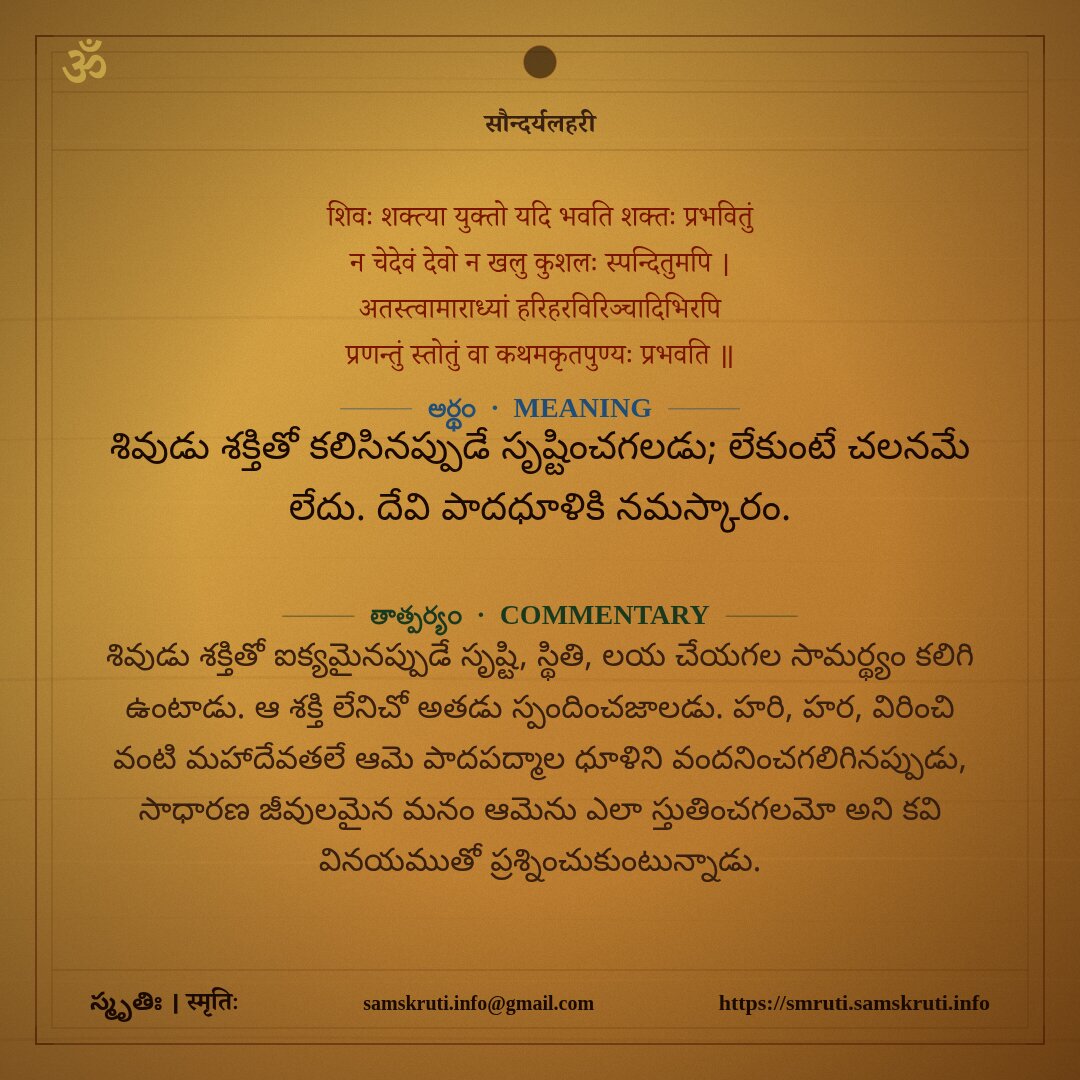 ॐ
सौन्दर्यलहरी
शिवः शक्त्या युक्तो यदि भवति शक्तः प्रभवितुं
न चेदेवं देवो न खलु कुशलः स्पन्दितुमपि |
अतस्त्वामाराध्यां हरिहरविरिञ्चादिभिरपि
प्रणन्तुं स्तोतुं वा कथमकृतपुण्यः प्रभवति ॥
అర్థం · MEANING
శివుడు శక్తితో కలిసినప్పుడే సృష్టించగలడు; లేకుంటే చలనమే
లేదు. దేవి పాదధూళికి నమస్కారం.
తాత్పర్యం · COMMENTARY
శివుడు శక్తితో ఐక్యమైనప్పుడే సృష్టి, స్థితి, లయ చేయగల సామర్థ్యం కలిగి
ఉంటాడు. ఆ శక్తి లేనిచో అతడు స్పందించజాలడు. హరి, హర, విరించి
వంటి మహాదేవతలే ఆమె పాదపద్మాల ధూళిని వందనించగలిగినప్పుడు,
సాధారణ జీవులమైన మనం ఆమెను ఎలా స్తుతించగలమో అని కవి
వినయముతో ప్రశ్నించుకుంటున్నాడు.
స్మృతిః | स्मृतिः samskruti.info@gmail.com https://smruti.samskruti.info